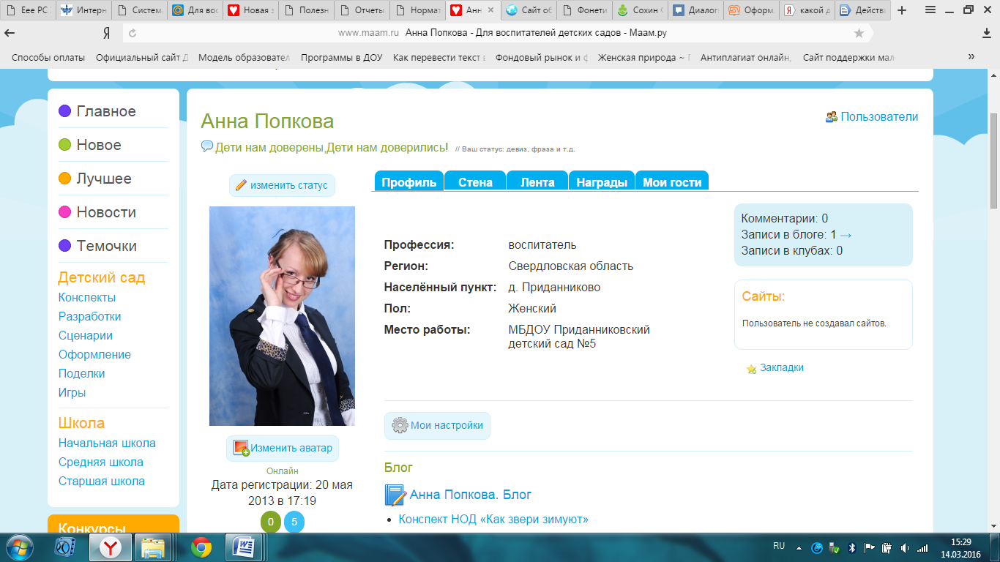 Eee PC
Интерн
Систем
Для вос
Новая з
Полезн
Отчеты
Нормат
Анн
Сайт об
Фонети
Сохин
Диалог
Оформ
какой д
Действ
Я
www.maam.ru Анна Попкова - Для воспитателей детских садов - Маам.ру
Способы оплаты
Официальный сайт Д
Модель образовател
Программы в ДОУ
Как перевести текст в
Фондовый рынок и ф
Женская природа ~
Антиплагиат онлайн,
Сайт поддержки мал
»
Главное
Новое
Лучшее
Новости
Темочки
Детский сад
Конспекты
Разработки
Сценарии
Оформление
Поделки
Игры
Школа
Начальная школа
Средняя школа
Старшая школа
Конкурсы
Анна Попкова
Пользователи
Дети нам доверены,Дети нам доверились! // Ваш статус: девиз, фраза и т.д.
изменить статус
Профиль Стена Лента Награды Мои гости
Профессия: воспитатель
Регион: Свердловская область
Населённый пункт: д. Приданниково
Пол: Женский
Место работы: МБДОУ Приданниковский
детский сад №5
Комментарии: 0
Записи в блоге: 1 →
Записи в клубах: 0
Сайты:
Пользователь не создавал сайтов.
Закладки
Изменить аватар
Онлайн
Дата регистрации: 20 мая
2013 в 17:19
0 5
Мои настройки
Блог
Анна Попкова. Блог
Конспект НОД «Как звери зимуют»
RU
15:29
14.03.2016